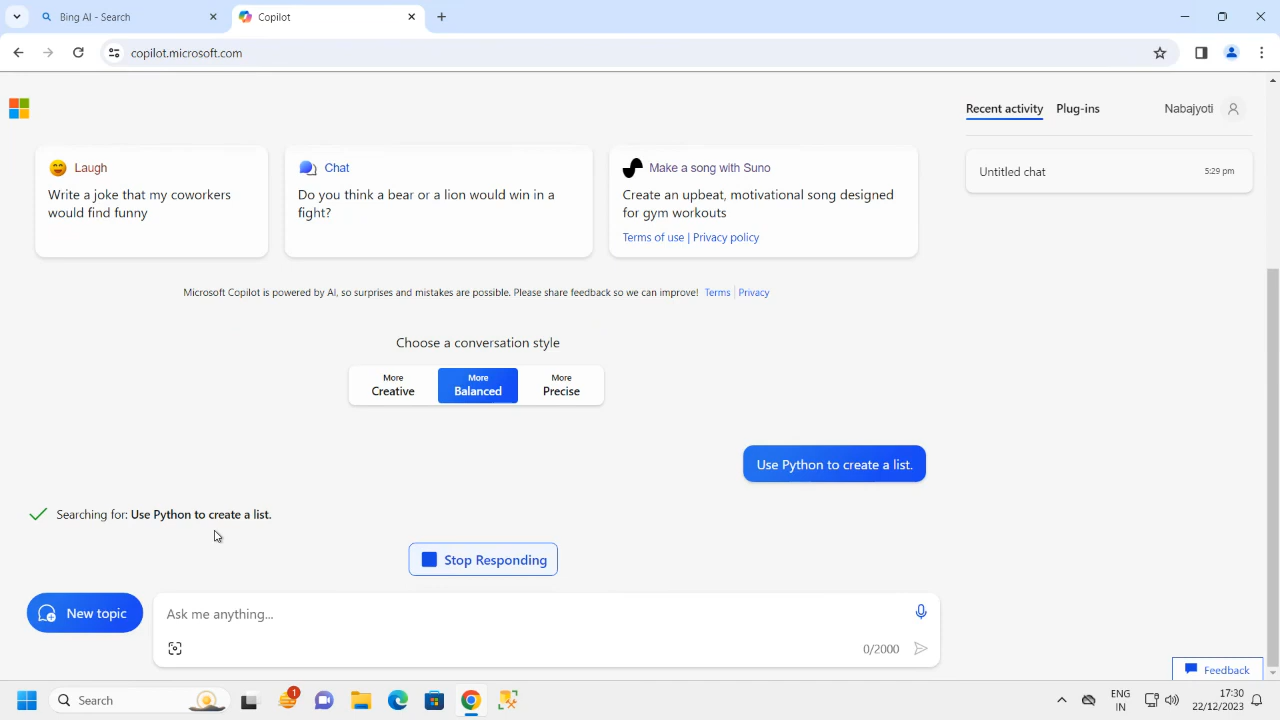 Bing AI - Search
Copilot
copilot.microsoft.com
Recent activity
Plug-ins
Nabajyoti
Laugh
Write a joke that my coworkers
would find funny
Chat
Do you think a bear or a lion would win in a
fight?
Make a song with Suno
Create an upbeat, motivational song designed
for gym workouts
Terms of use | Privacy policy
Untitled chat
5:29 pm
Microsoft Copilot is powered by AI, so surprises and mistakes are possible. Please share feedback so we can improve! Terms Privacy
Choose a conversation style
More
Creative
More
Balanced
More
Precise
Use Python to create a list.
Searching for: Use Python to create a list.
Stop Responding
New topic
Ask me anything...
0/2000
Feedback
Search
1
ENG
IN
17:30
22/12/2023